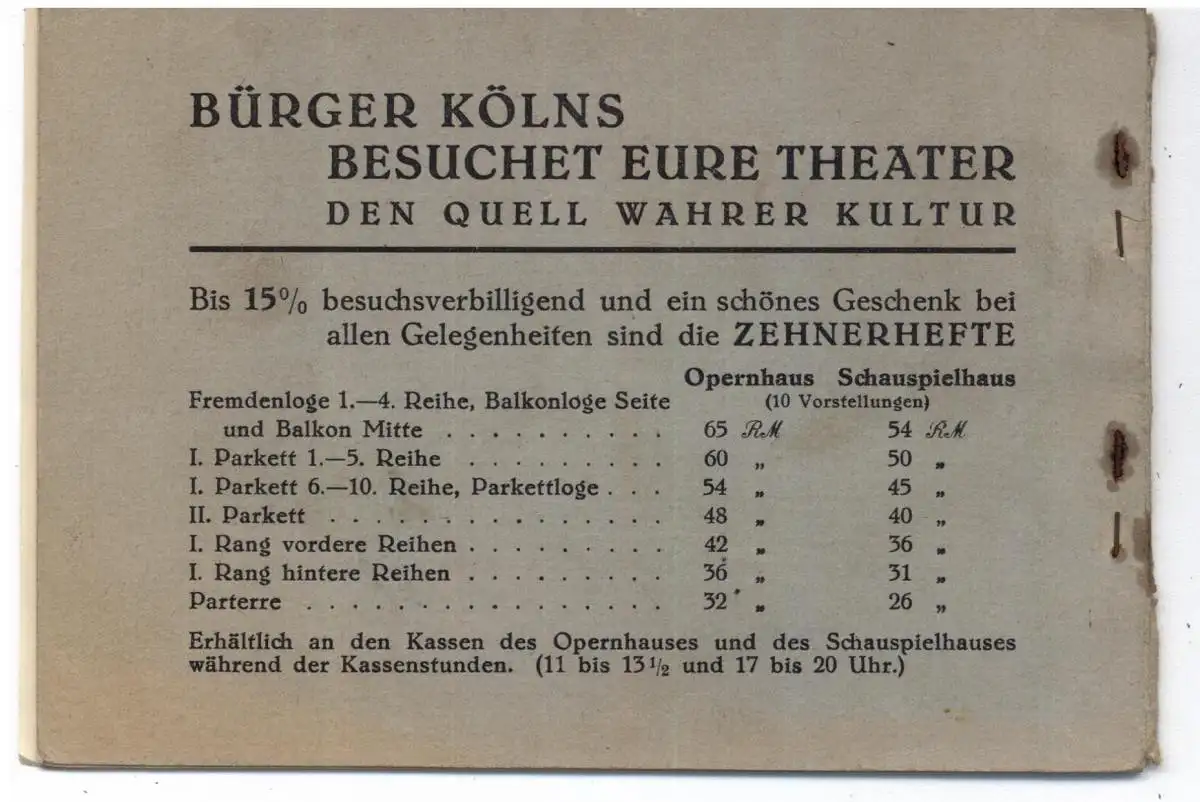 BÜRGER KÖLNS
BESUCHET EURE THEATER
DEN QUELL WAHRER KULTUR
Bis 15% besuchsverbilligend und ein schönes Geschenk bei
allen Gelegenheiten sind die ZEHNERHEFTE
Opernhaus Schauspielhaus
Fremdenloge 1.—4. Reihe, Balkonloge Seite (10 Vorstellungen)
und Balkon Mitte . . . . . . . . . . 65 RM 54 RM
I. Parkett 1.—5. Reihe . . . . . . . . . 60 „ 50 „
I. Parkett 6.—10. Reihe, Parkettloge . . . 54 „ 45 „
II. Parkett . . . . . . . . . . . . . . . 48 „ 40 „
I. Rang vordere Reihen . . . . . . . . . 42 „ 36 „
I. Rang hintere Reihen . . . . . . . . . 36 „ 31 „
Parterre . . . . . . . . . . . . . . . . 32 „ 26 „
Erhältlich an den Kassen des Opernhauses und des Schauspielhauses
während der Kassenstunden. (11 bis 13 1/2 und 17 bis 20 Uhr.)